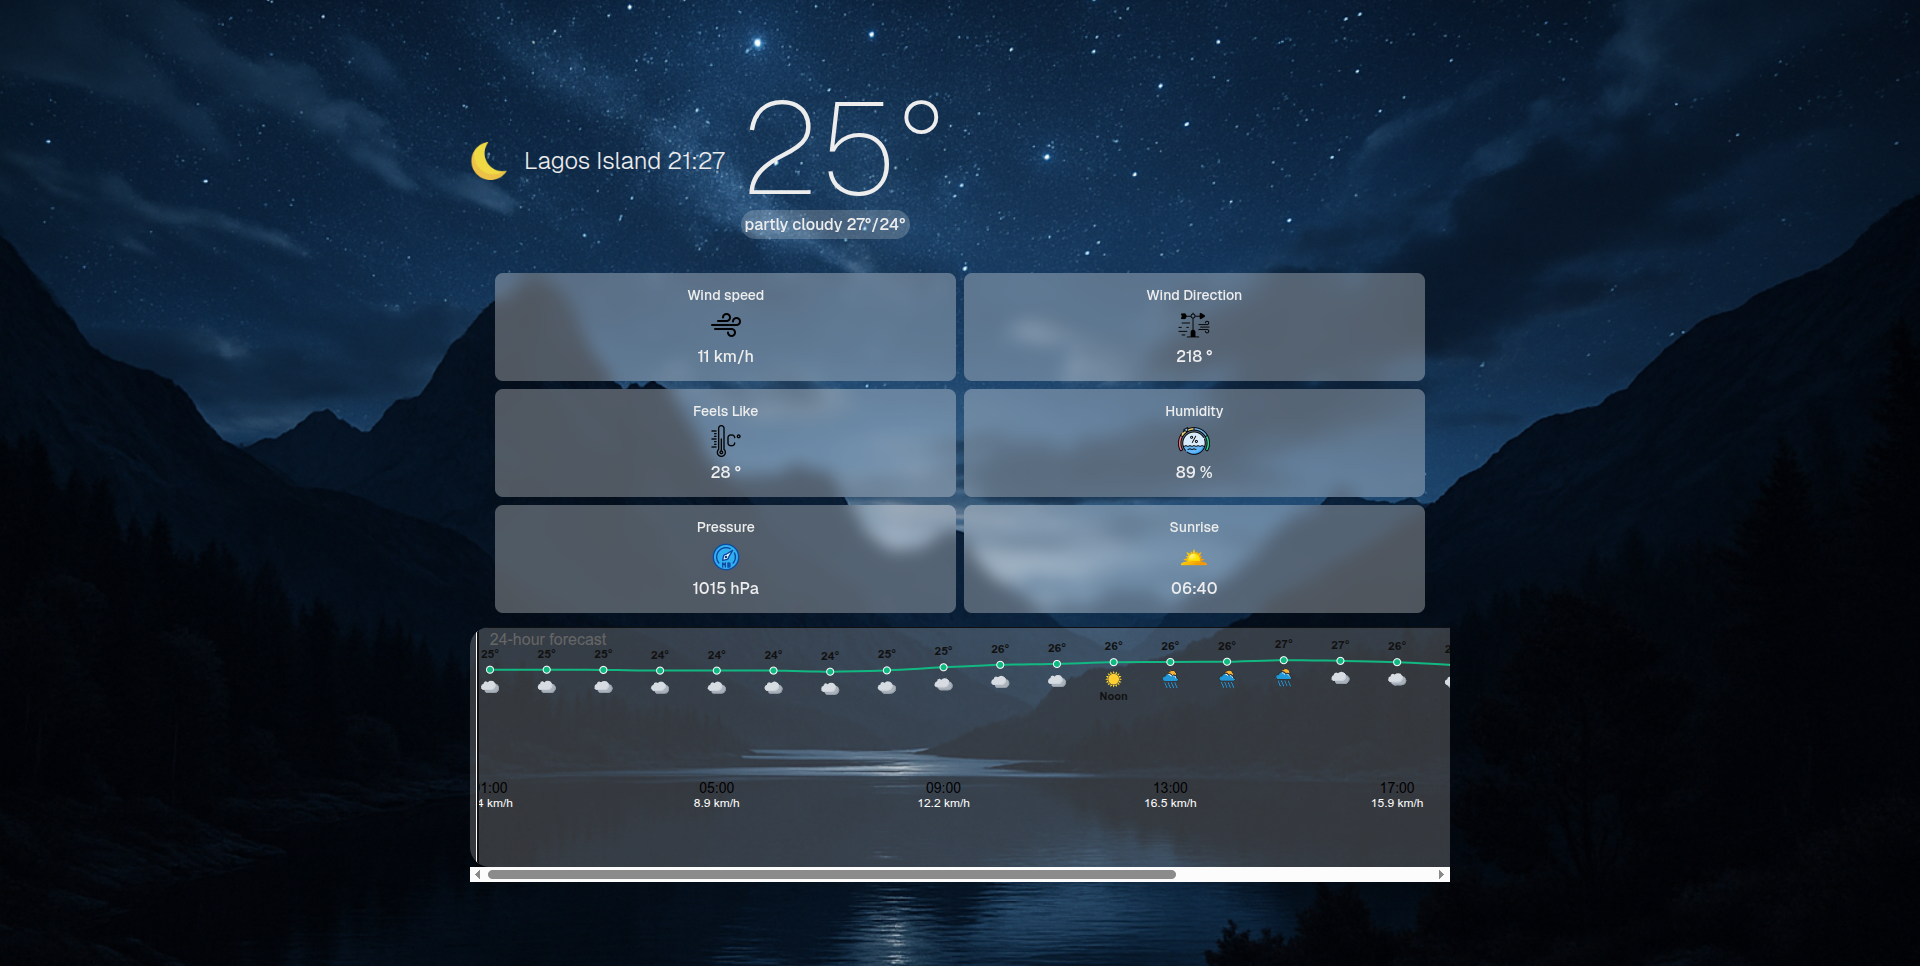 Lagos Island 21:27
25°
partly cloudy 27°/24°
Wind speed
11 km/h
Wind Direction
218 °
Feels Like
C°
28 °
Humidity
%
89 %
Pressure
1015 hPa
Sunrise
06:40
24-hour forecast
25° 25° 25° 24° 24° 24° 24° 25° 25° 26° 26° 26° 26° 26° 27° 27° 26°
Noon
1:00 05:00 09:00 13:00 17:00
4 km/h 8.9 km/h 12.2 km/h 16.5 km/h 15.9 km/h